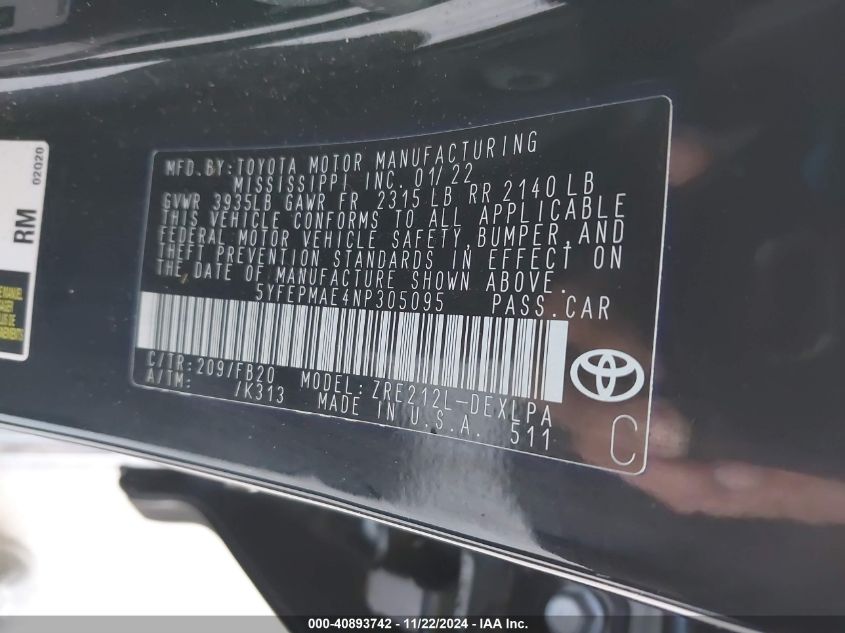 02020
RM
MFD.BY:TOYOTA MOTOR MANUFACTURING
MISSISSIPPI INC. 01/22
GVWR 3935LB GAWR FR 2315 LB RR 2140 LB
THIS VEHICLE CONFORMS TO ALL APPLICABLE
FEDERAL MOTOR VEHICLE SAFETY,BUMPER,AND
THEFT PREVENTION STANDARDS IN EFFECT ON
THE DATE OF MANUFACTURE SHOWN ABOVE.
5YFEPMAE4NP305095 PASS.CAR
C/TR:209/FB20
A/TM: /K313
MODEL:ZRE212L-DEXLPA
MADE IN U.S.A. 511
C
000-40893742 - 11/22/2024 - IAA Inc.